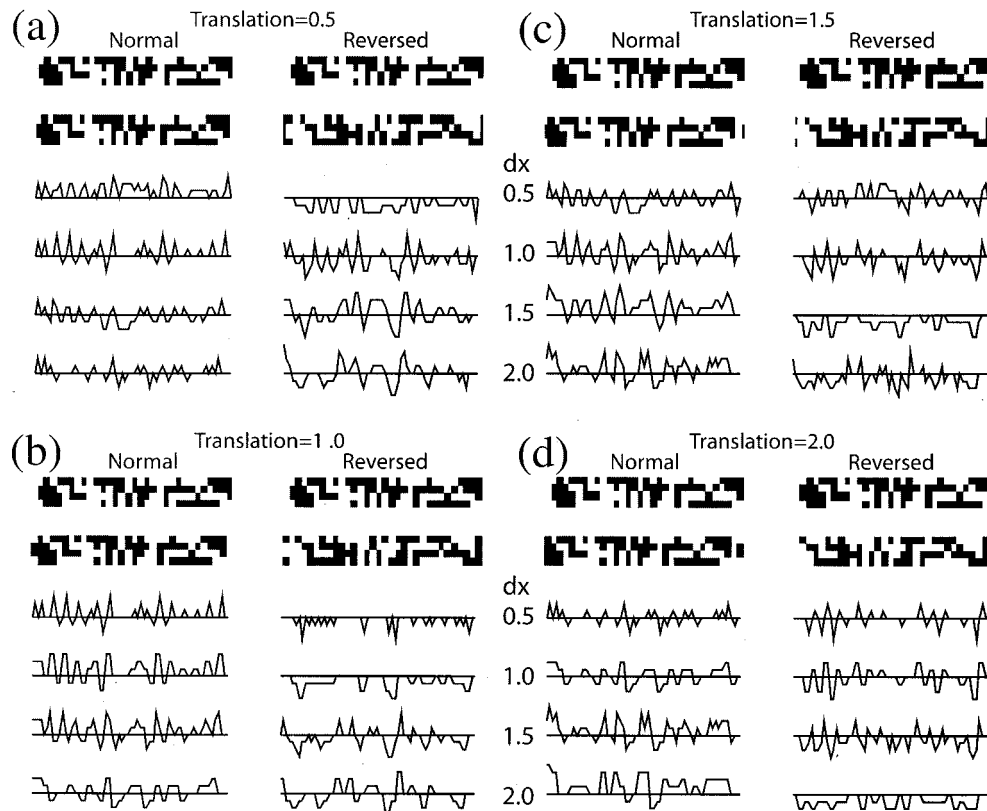 (a)
Translation=0.5
Normal Reversed
(c)
Translation=1.5
Normal Reversed
dx
0.5
1.0
1.5
2.0
(b)
Translation=1.0
Normal Reversed
(d)
Translation=2.0
Normal Reversed
dx
0.5
1.0
1.5
2.0